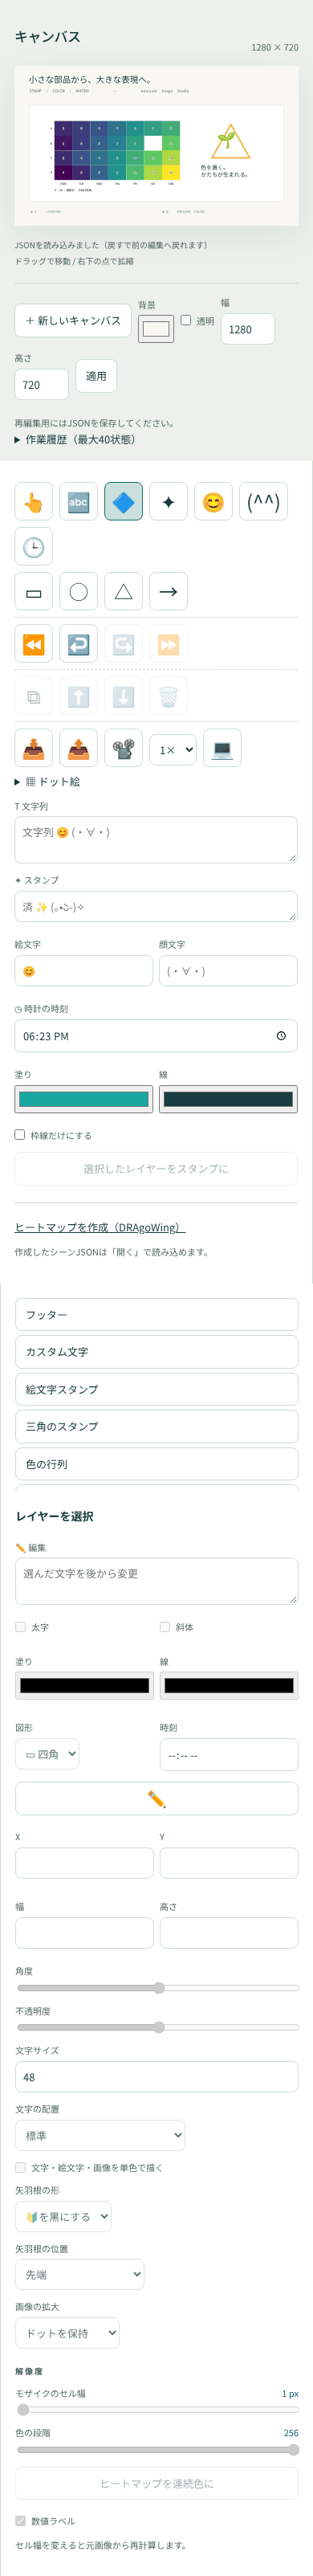 キャンバス
1280 × 720
小さな部品から、大きな表現へ。
STAMP / COLOR / MATRIX
色を置く。
かたちが生まれる。
JSONを読み込みました（戻すで前の編集へ戻れます）
ドラッグで移動 / 右下の点で拡縮
＋ 新しいキャンバス
背景
透明
幅
1280
高さ
720
適用
再編集用にはJSONを保存してください。
▶ 作業履歴（最大40状態）
(^^)
1×
▶ ▦ ドット絵
T 文字列
文字列 😊 (・∀・)
✦ スタンプ
絵文字
顔文字
😊
(・∀・)
◷ 時計の時刻
06:23 PM
塗り
線
枠線だけにする
選択したレイヤーをスタンプに
ヒートマップを作成（DRAgoWing）
作成したシーンJSONは「開く」で読み込めます。
フッター
カスタム文字
絵文字スタンプ
三角のスタンプ
色の行列
レイヤーを選択
✏️ 編集
選んだ文字を後から変更
太字
斜体
塗り
線
図形
時刻
▭ 四角
--:-- --
X
Y
幅
高さ
角度
不透明度
文字サイズ
48
文字の配置
標準
文字・絵文字・画像を単色で描く
矢羽根の形
🔰を黒にする
矢羽根の位置
先端
画像の拡大
ドットを保持
解像度
モザイクのセル幅
1 px
色の段階
256
ヒートマップを連続色に
数値ラベル
セル幅を変えると元画像から再計算します。